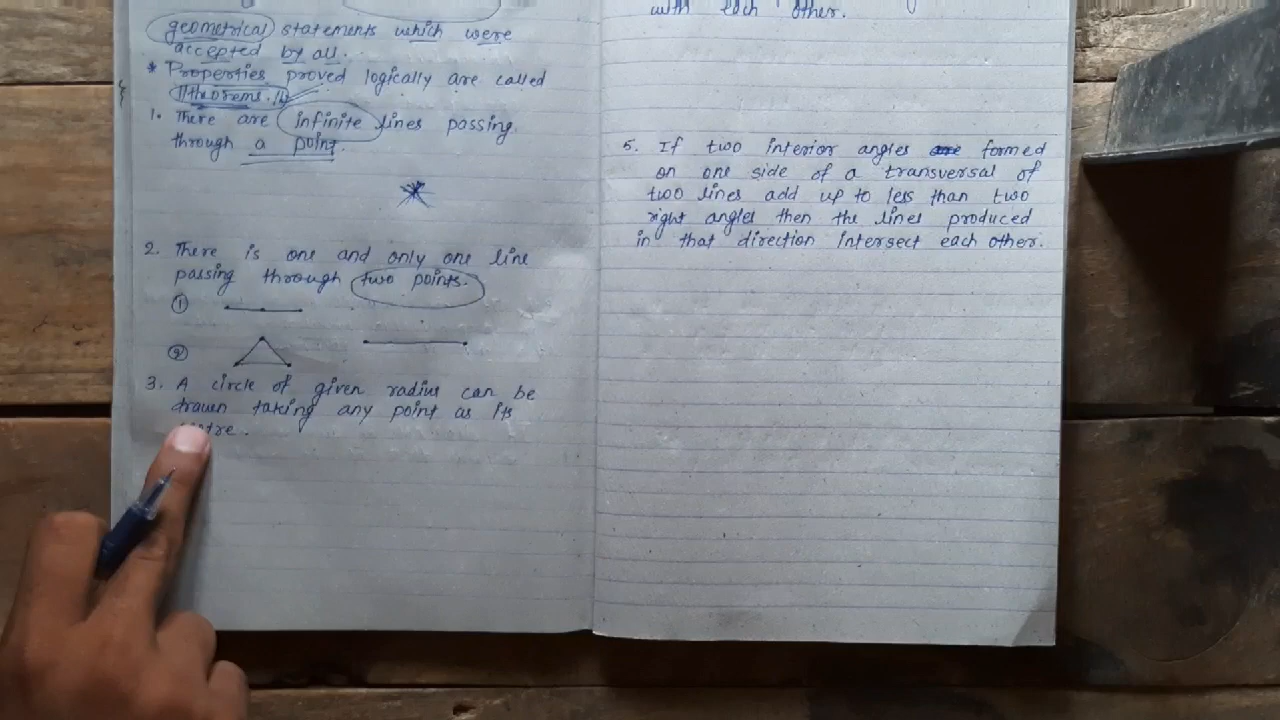 geometrical statements which were
accepted by all.
* Properties proved logically are called
Theorems.
1. There are infinite lines passing
through a point.
2. There is one and only one line
passing through two points.
①
②
3. A circle of given radius can be
drawn taking any point as its
centre.
with each other.
5. If two interior angles are formed
on one side of a transversal of
two lines add up to less than two
right angles then the lines produced
in that direction intersect each other.